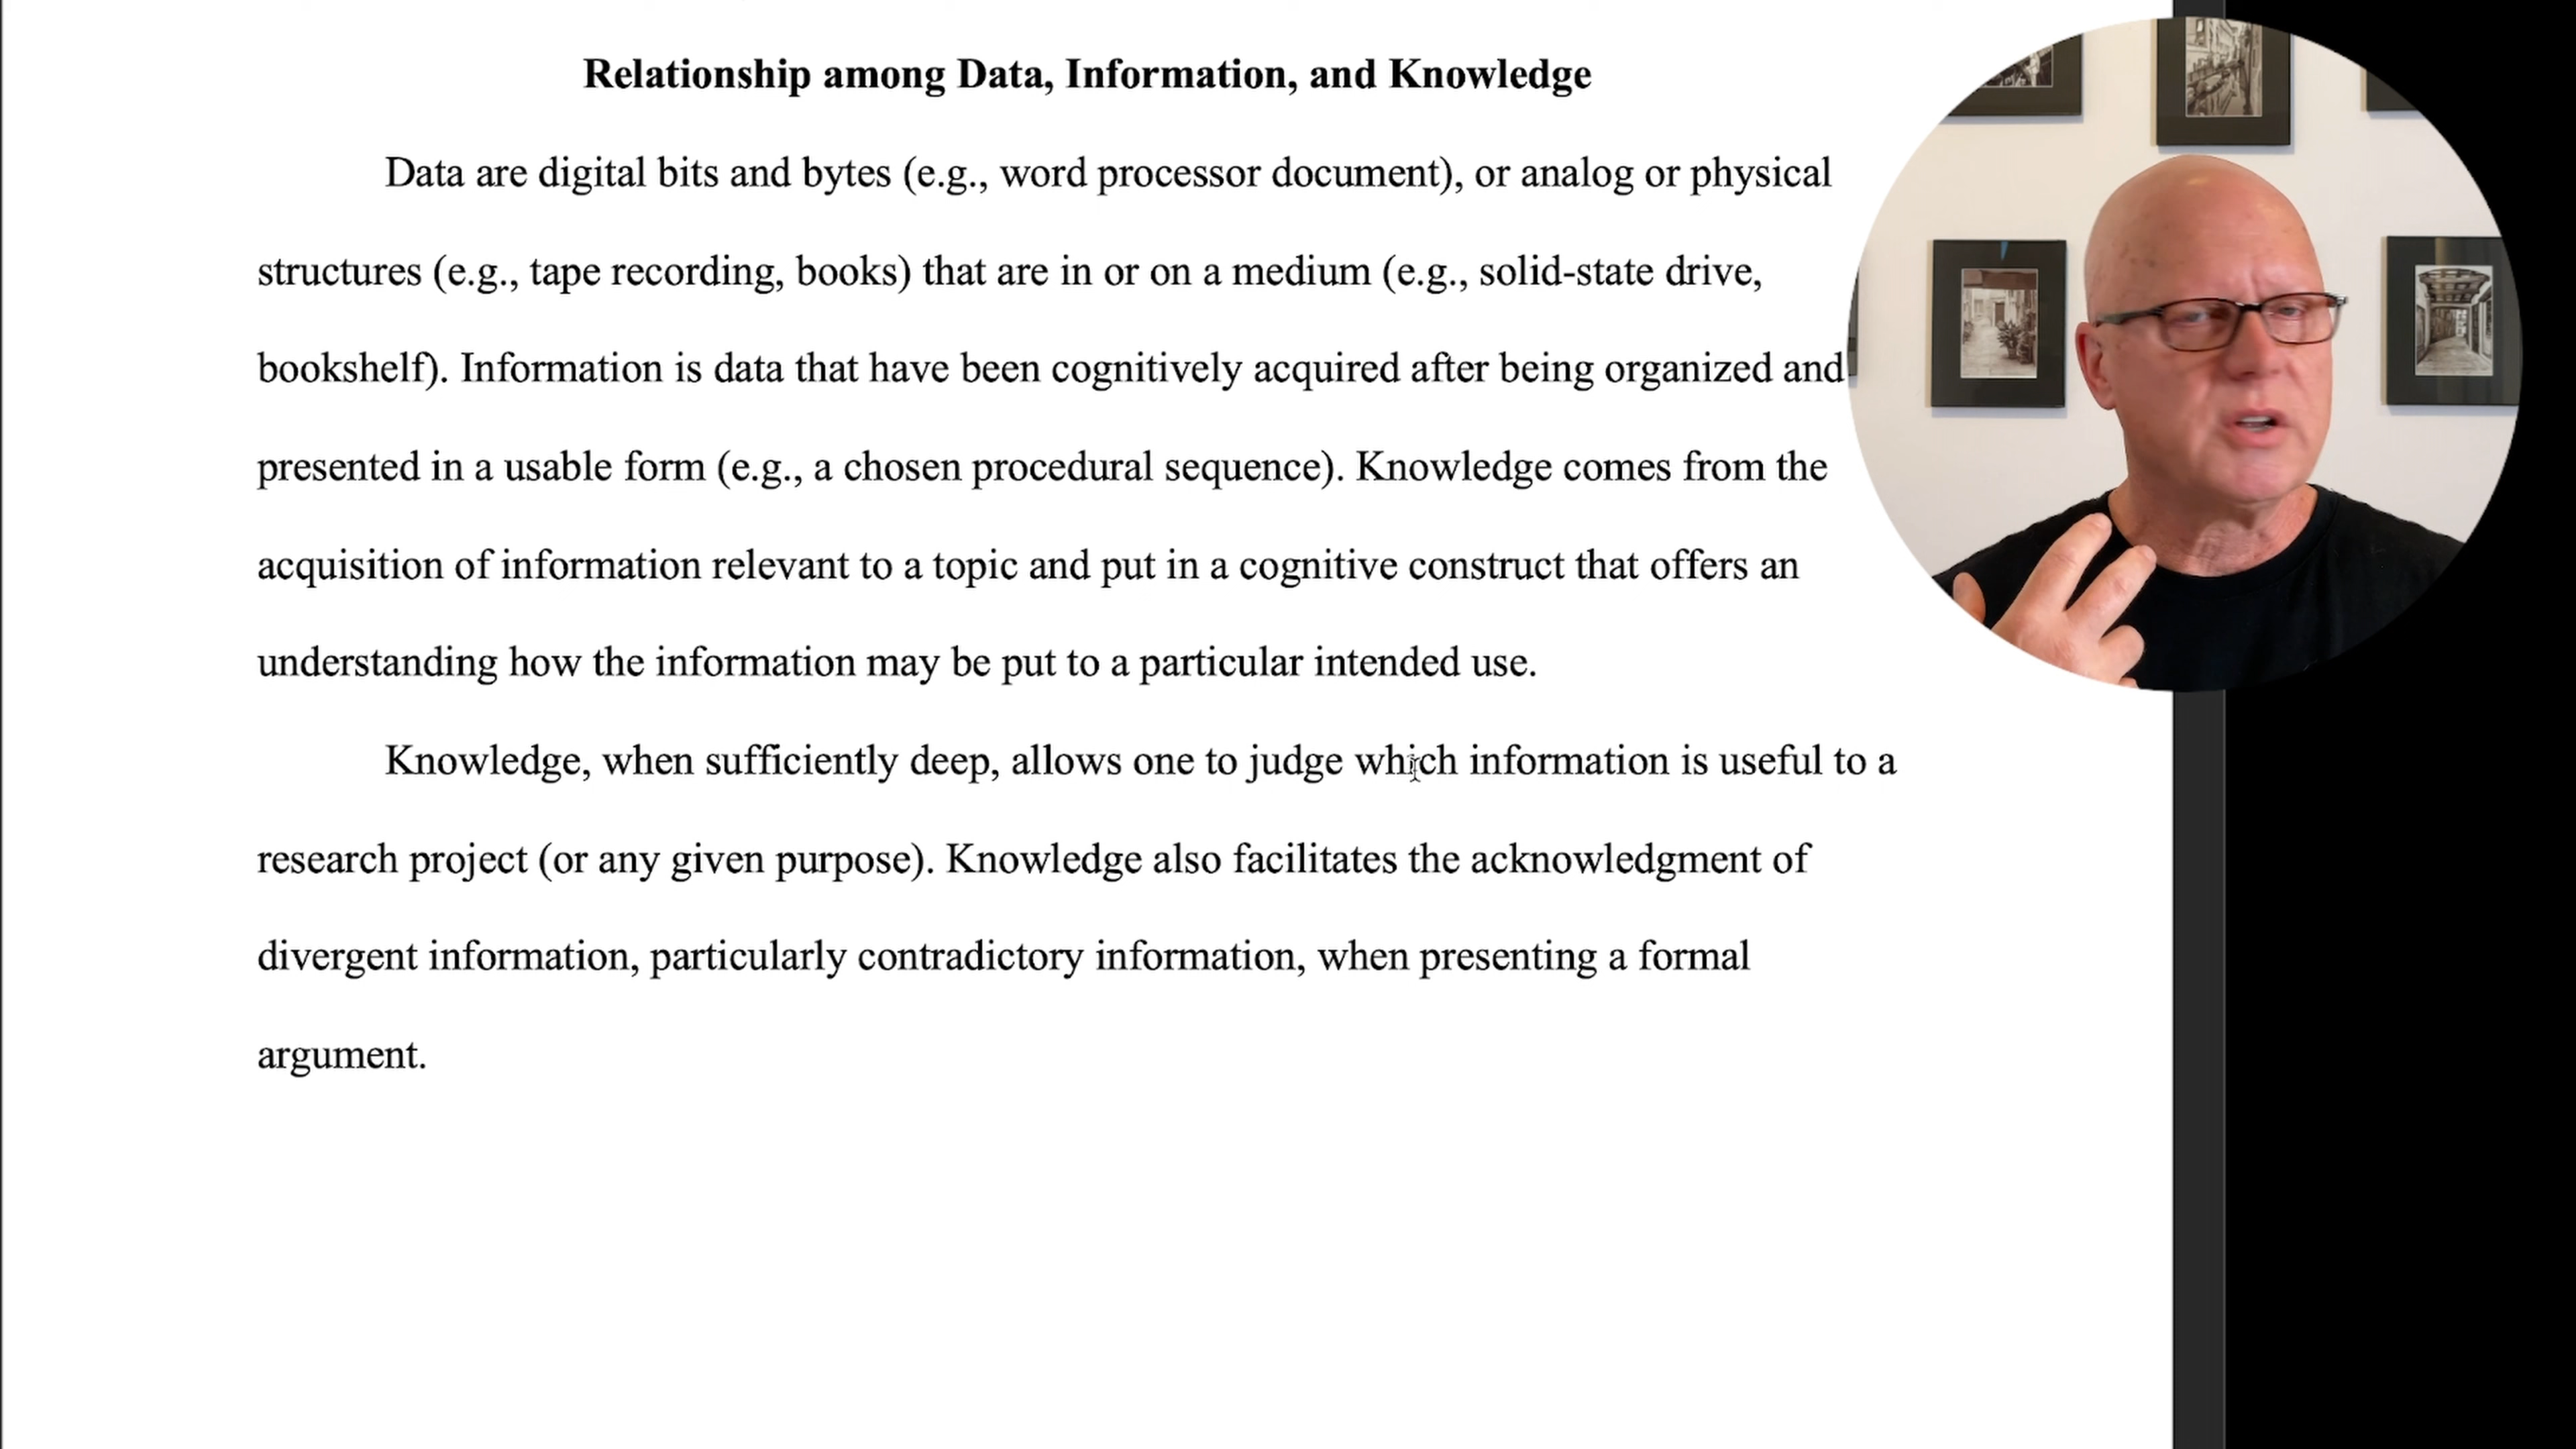 Relationship among Data, Information, and Knowledge
Data are digital bits and bytes (e.g., word processor document), or analog or physical
structures (e.g., tape recording, books) that are in or on a medium (e.g., solid-state drive,
bookshelf). Information is data that have been cognitively acquired after being organized and
presented in a usable form (e.g., a chosen procedural sequence). Knowledge comes from the
acquisition of information relevant to a topic and put in a cognitive construct that offers an
understanding how the information may be put to a particular intended use.
Knowledge, when sufficiently deep, allows one to judge which information is useful to a
research project (or any given purpose). Knowledge also facilitates the acknowledgment of
divergent information, particularly contradictory information, when presenting a formal
argument.